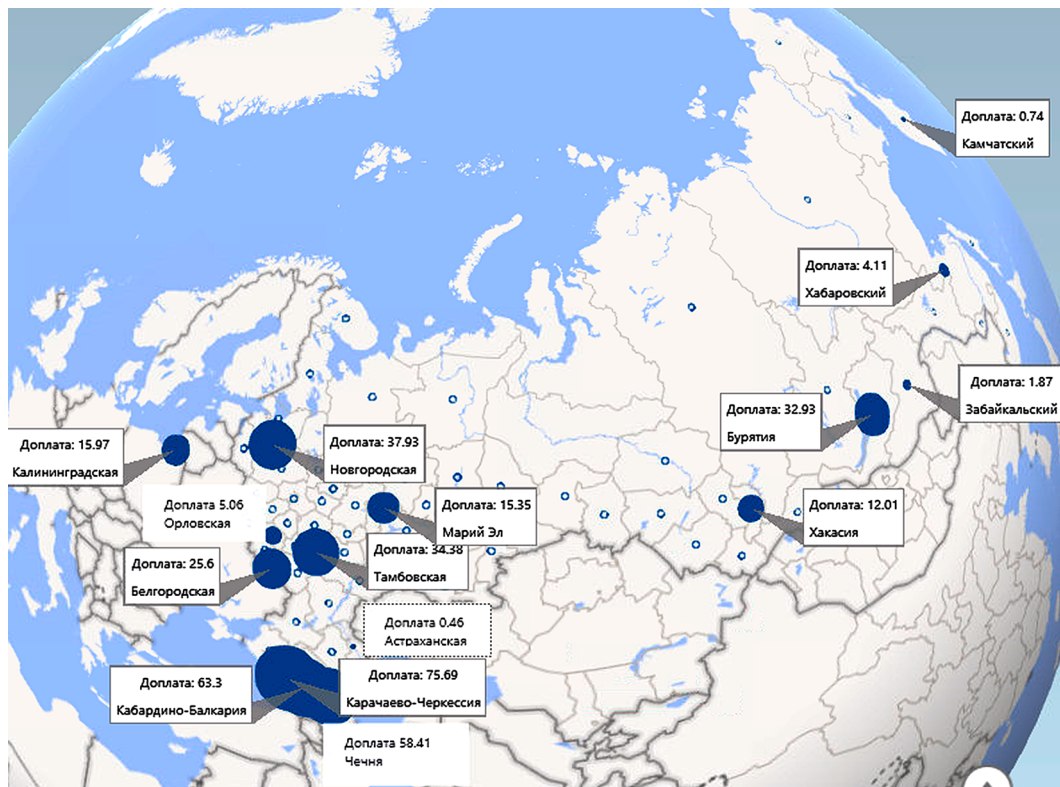 Доплата: 0.74
Камчатский
Доплата: 4.11
Хабаровский
Доплата: 1.87
Забайкальский
Доплата: 32.93
Бурятия
Доплата: 15.97
Калининградская
Доплата: 37.93
Новгородская
Доплата 5.06
Орловская
Доплата: 15.35
Марий Эл
Доплата: 12.01
Хакасия
Доплата: 34.38
Тамбовская
Доплата: 25.6
Белгородская
Доплата 0.46
Астраханская
Доплата: 63.3
Кабардино-Балкария
Доплата: 75.69
Карачаево-Черкессия
Доплата 58.41
Чечня